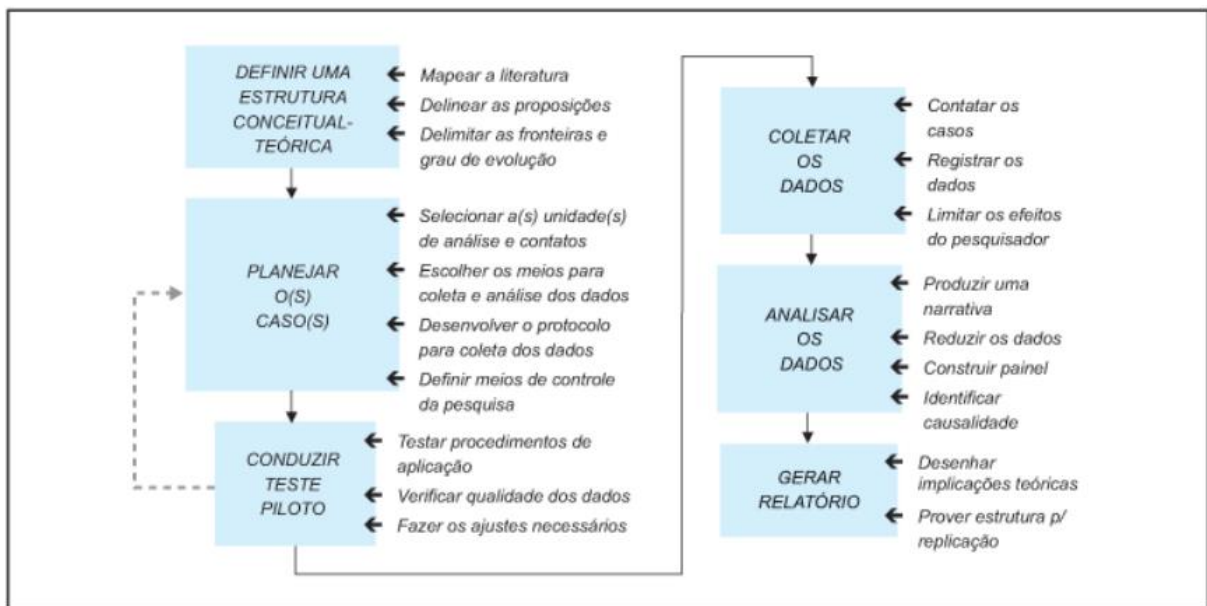 DEFINIR UMA
ESTRUTURA
CONCEITUAL-
TEÓRICA
Mapear a literatura
Delinear as proposições
Delimitar as fronteiras e
grau de evolução
PLANEJAR
O(S)
CASO(S)
Selecionar a(s) unidade(s)
de análise e contatos
Escolher os meios para
coleta e análise dos dados
Desenvolver o protocolo
para coleta dos dados
Definir meios de controle
da pesquisa
CONDUZIR
TESTE
PILOTO
Testar procedimentos de
aplicação
Verificar qualidade dos dados
Fazer os ajustes necessários
COLETAR
OS
DADOS
Contatar os
casos
Registrar os
dados
Limitar os efeitos
do pesquisador
ANALISAR
OS
DADOS
Produzir uma
narrativa
Reduzir os dados
Construir painel
Identificar
causalidade
GERAR
RELATÓRIO
Desenhar
implicações teóricas
Prover estrutura p/
replicação